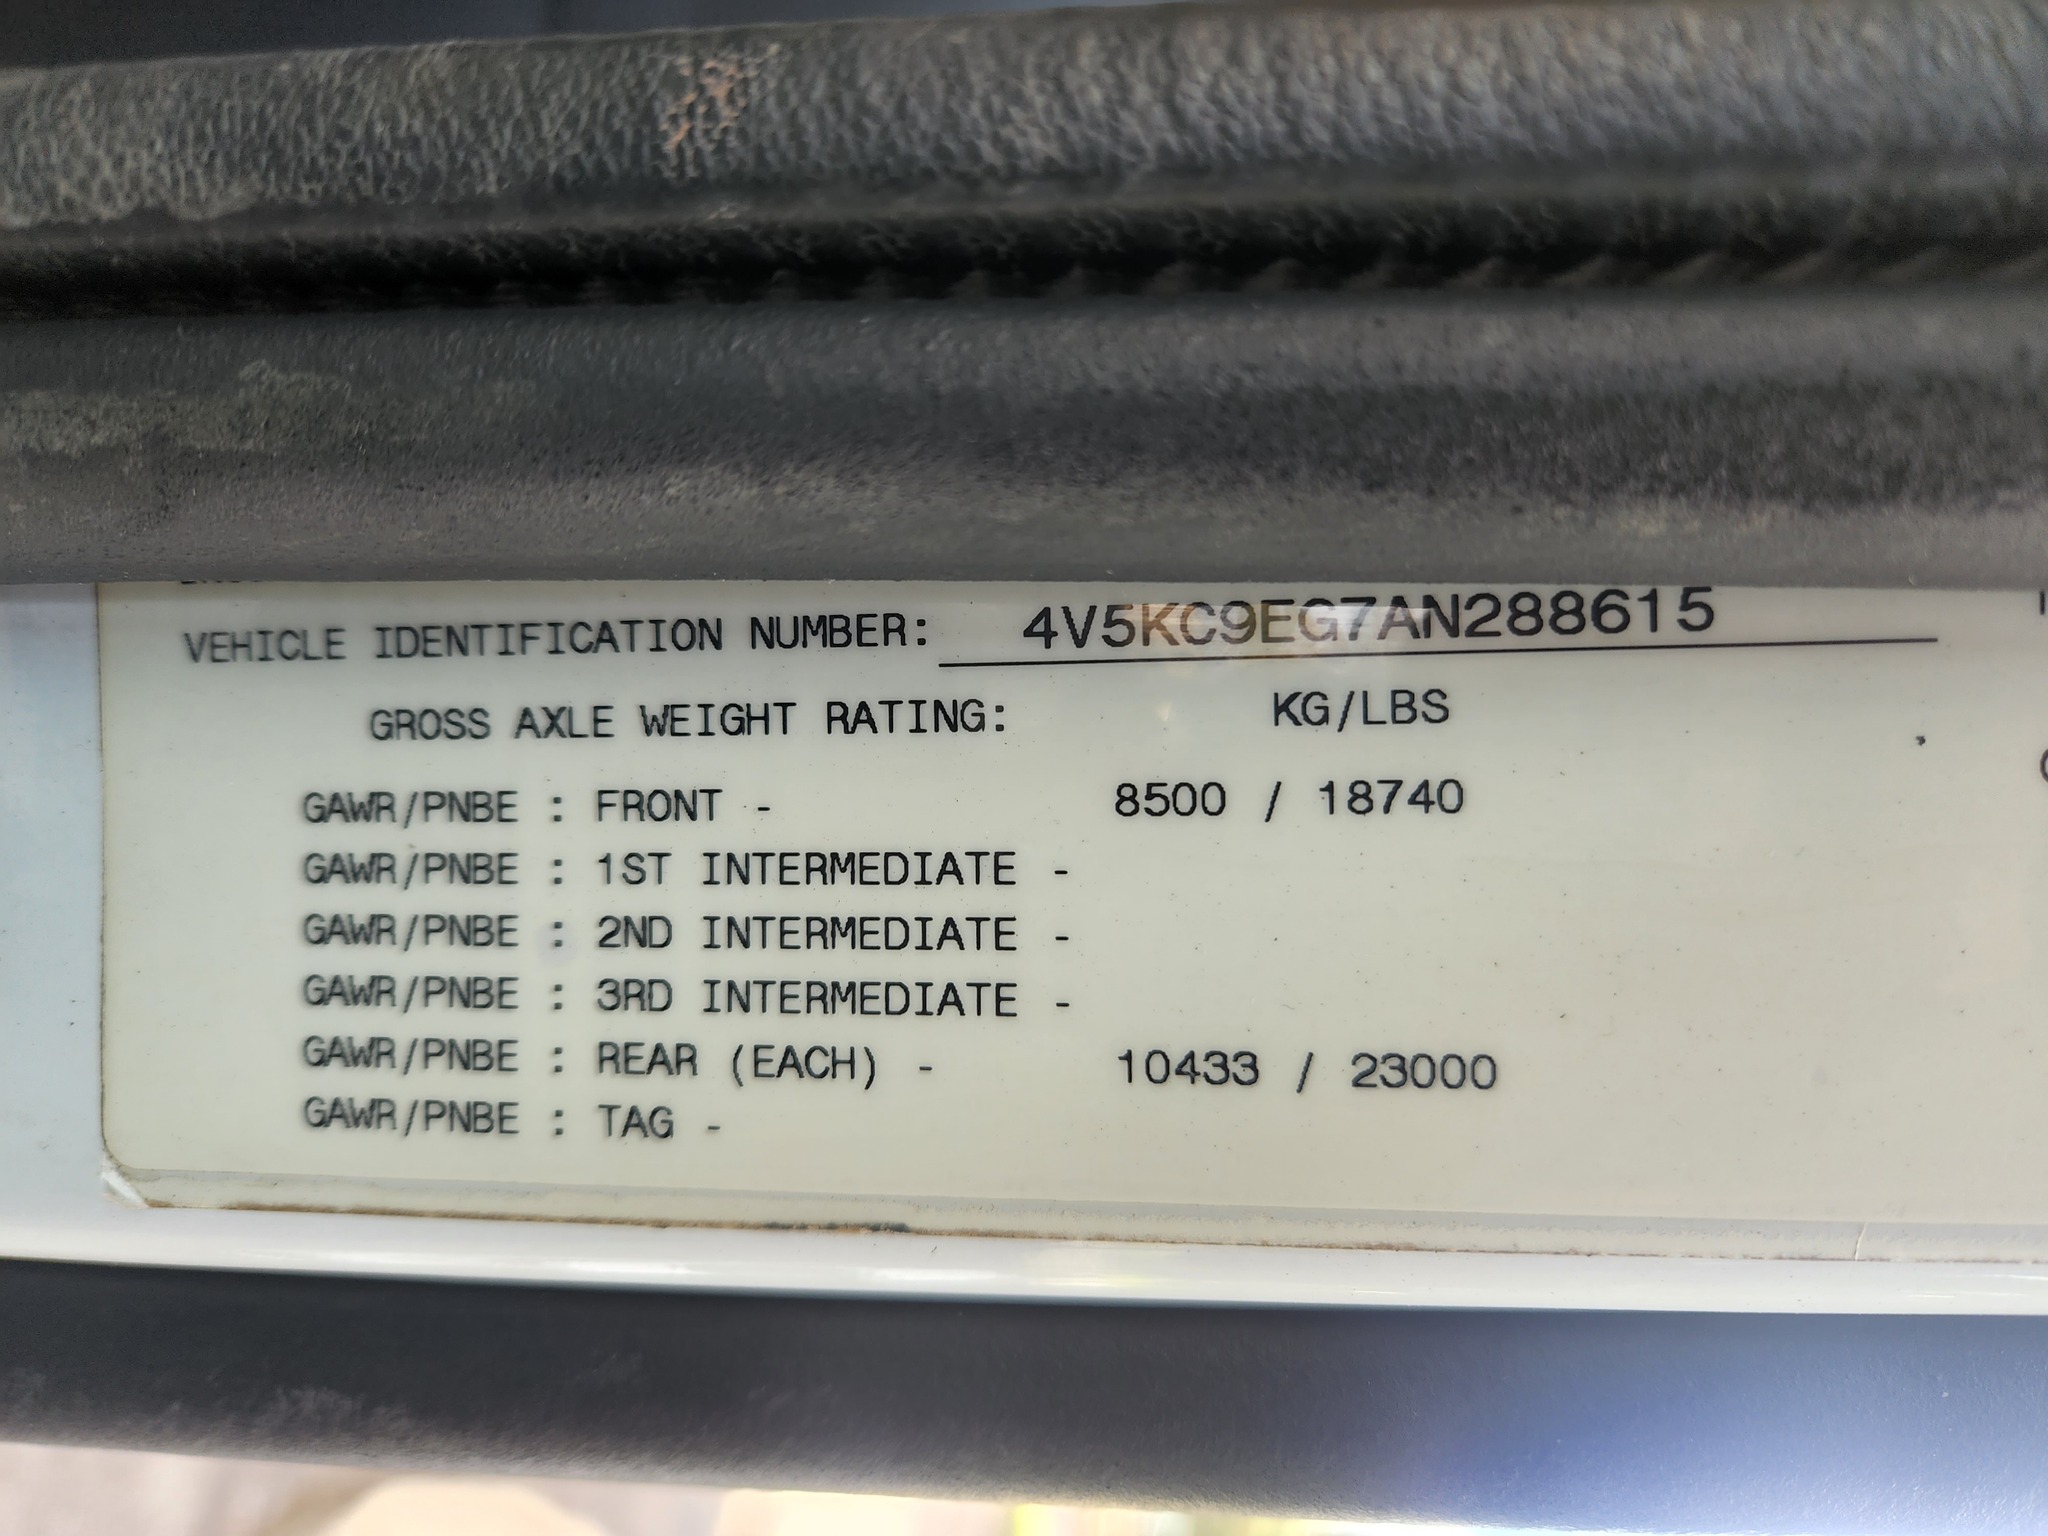 VEHICLE IDENTIFICATION NUMBER: 4V5KC9EG7AN288615
GROSS AXLE WEIGHT RATING: KG/LBS
GAWR/PNBE : FRONT - 8500 / 18740
GAWR/PNBE : 1ST INTERMEDIATE -
GAWR/PNBE : 2ND INTERMEDIATE -
GAWR/PNBE : 3RD INTERMEDIATE -
GAWR/PNBE : REAR (EACH) - 10433 / 23000
GAWR/PNBE : TAG -